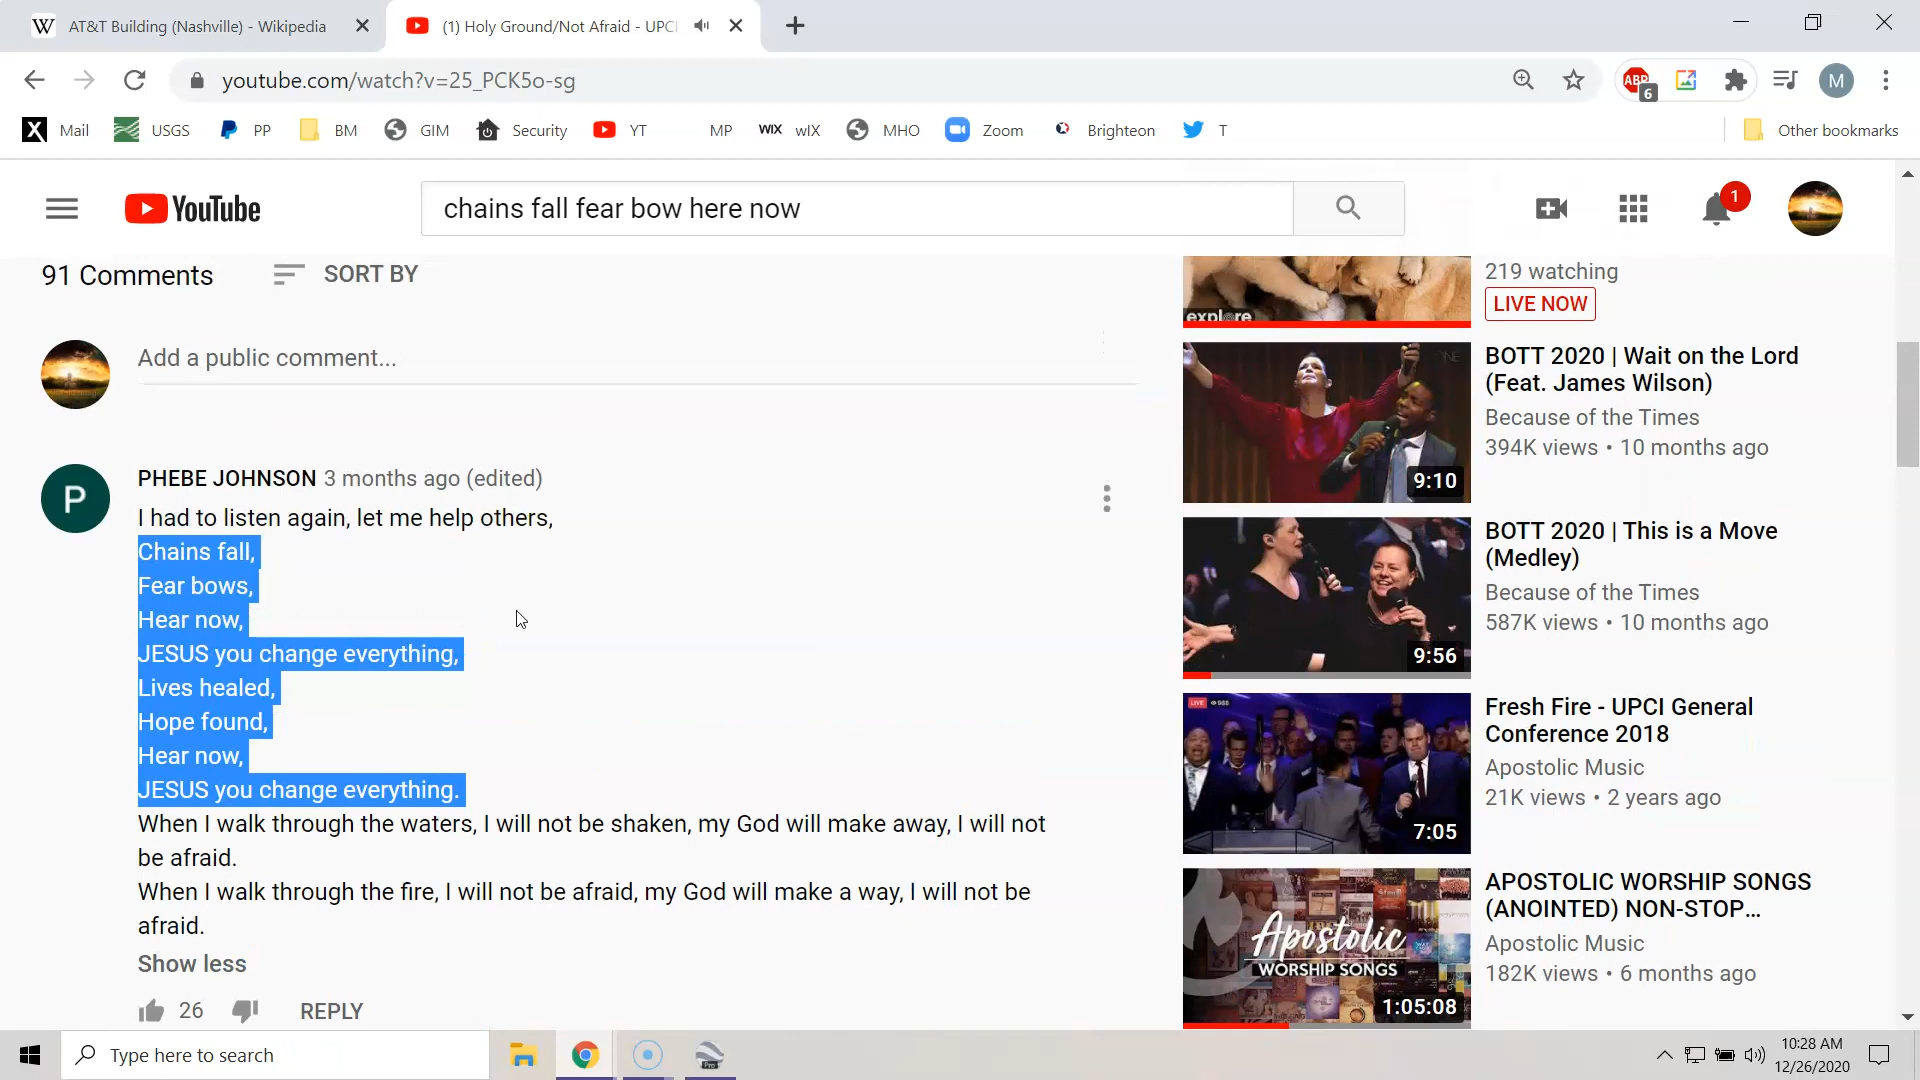 AT&T Building (Nashville) - Wikipedia
(1) Holy Ground/Not Afraid - UPCI
youtube.com/watch?v=25_PCK5o-sg
ABP
6
M
X Mail
USGS
PP
BM
GIM
Security
YT
MP
WIX wIX
MHO
Zoom
Brighteon
T
Other bookmarks
YouTube
chains fall fear bow here now
1
91 Comments
SORT BY
Add a public comment...
P
PHEBE JOHNSON 3 months ago (edited)
I had to listen again, let me help others,
Chains fall,
Fear bows,
Hear now,
JESUS you change everything,
Lives healed,
Hope found,
Hear now,
JESUS you change everything.
When I walk through the waters, I will not be shaken, my God will make away, I will not
be afraid.
When I walk through the fire, I will not be afraid, my God will make a way, I will not be
afraid.
Show less
26
REPLY
explore
219 watching
LIVE NOW
9:10
BOTT 2020 | Wait on the Lord
(Feat. James Wilson)
Because of the Times
394K views • 10 months ago
9:56
BOTT 2020 | This is a Move
(Medley)
Because of the Times
587K views • 10 months ago
LIVE 988
7:05
Fresh Fire - UPCI General
Conference 2018
Apostolic Music
21K views • 2 years ago
Apostolic
WORSHIP SONGS
1:05:08
APOSTOLIC WORSHIP SONGS
(ANOINTED) NON-STOP...
Apostolic Music
182K views • 6 months ago
Type here to search
Pro
10:28 AM
12/26/2020